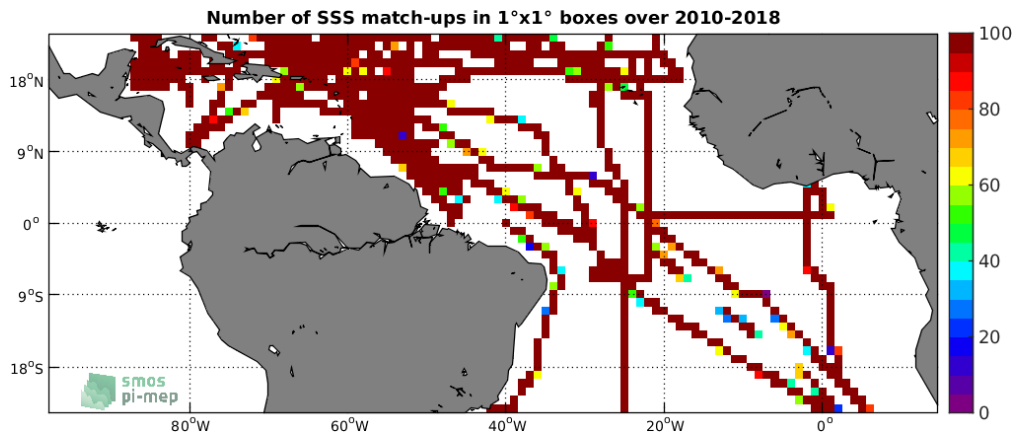 Number of SSS match-ups in 1°x1° boxes over 2010-2018
18°N
9°N
0°
9°S
18°S
80°W
60°W
40°W
20°W
0°
100
80
60
40
20
0
smos
pi-mep